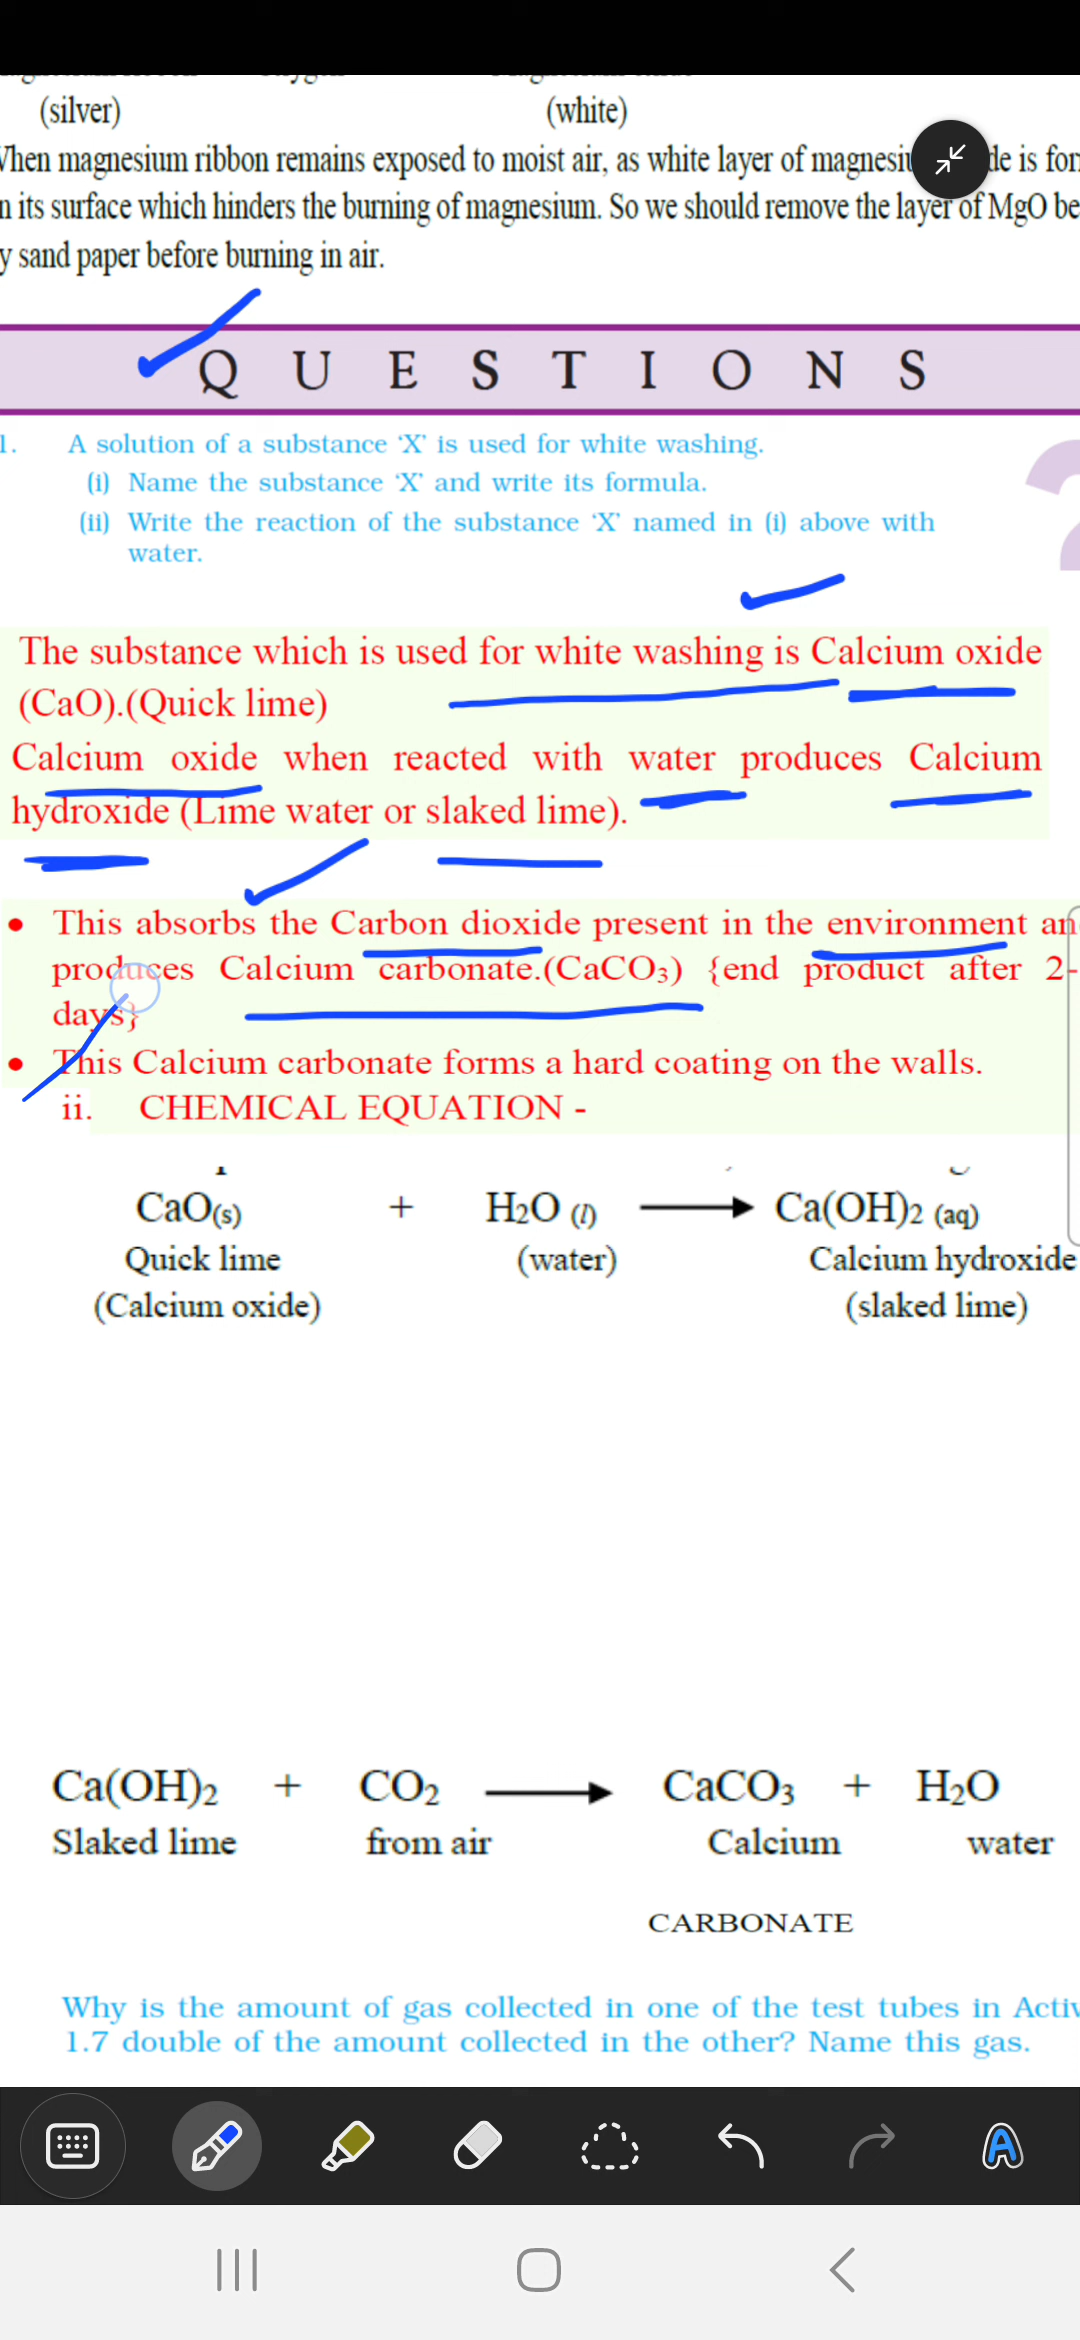 (silver) (white)
When magnesium ribbon remains exposed to moist air, as white layer of is
its surface which hinders the burning of magnesium. So we should remove the layer of MgO
sand paper before burning in air.
QUESTIONS
1. A solution of a substance ‘X’ is used for white washing.
(i) Name the substance ‘X’ and write its formula.
(ii) Write the reaction of the substance ‘X’ named in (i) above with
water.
The substance which is used for white washing is Calcium oxide
(CaO).(Quick lime)
Calcium oxide when reacted with water produces Calcium
hydroxide (Lime water or slaked lime).
• This absorbs the Carbon dioxide present in the environment
produces Calcium carbonate.(CaCO3) {end product after 2-
days}
• This Calcium carbonate forms a hard coating on the walls.
ii. CHEMICAL EQUATION -
CaO(s) + H2O (l) → Ca(OH)2 (aq)
Quick lime (water) Calcium hydroxide
(Calcium oxide) (slaked lime)
Ca(OH)2 + CO2 → CaCO3 + H2O
Slaked lime from air Calcium water
CARBONATE
Why is the amount of gas collected in one of the test tubes in
1.7 double of the amount collected in the other? Name this gas.
A